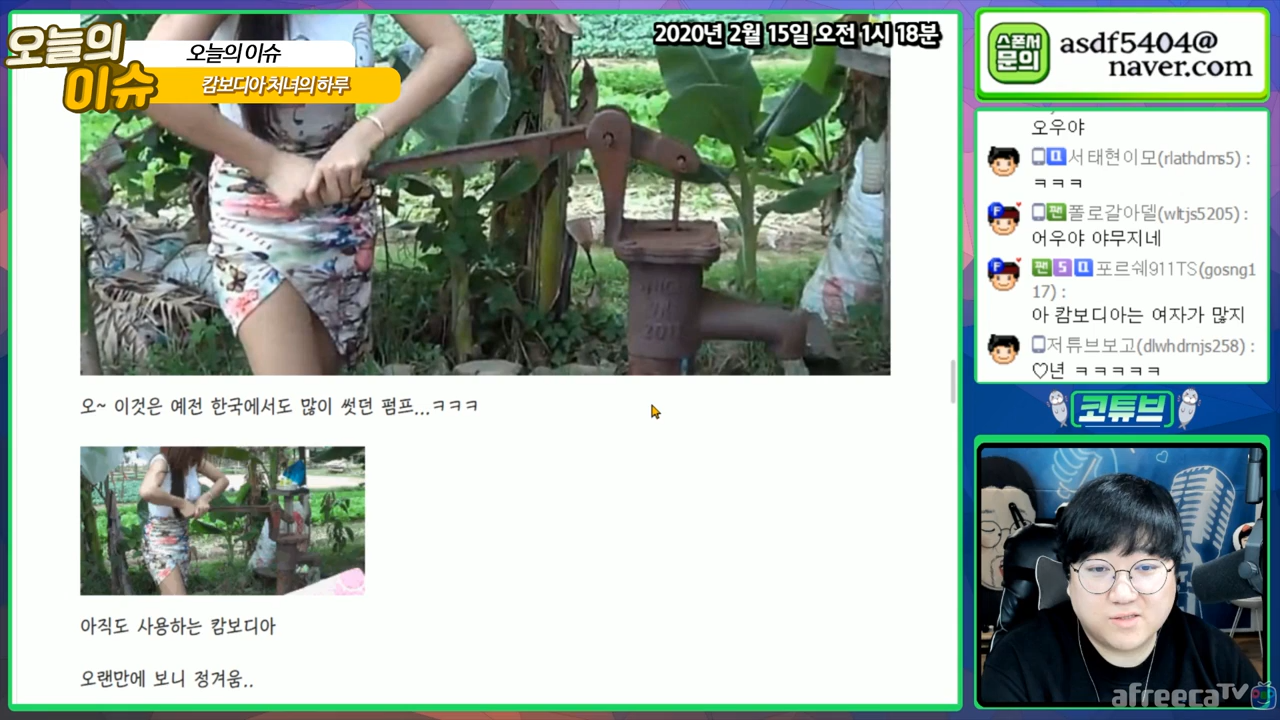 오늘의
이슈
오늘의 이슈
캄보디아 처녀의 하루
2020년 2월 15일 오전 1시 18분
오~ 이것은 예전 한국에서도 많이 썻던 펌프...ㅋㅋㅋ
아직도 사용하는 캄보디아
오랜만에 보니 정겨움..
스폰서
문의
asdf5404@
naver.com
오우야
서태현이모(rlathdms5) :
ㅋㅋㅋ
F 팬 폴로갈아델(wltjs5205) :
어우야 야무지네
F 팬 S 포르쉐911TS(gosng1
17) :
아 캄보디아는 여자가 많지
저튜브보고(dlwhdrnjs258) :
♡년 ㅋㅋㅋㅋㅋ
코튜브
afreecaTV